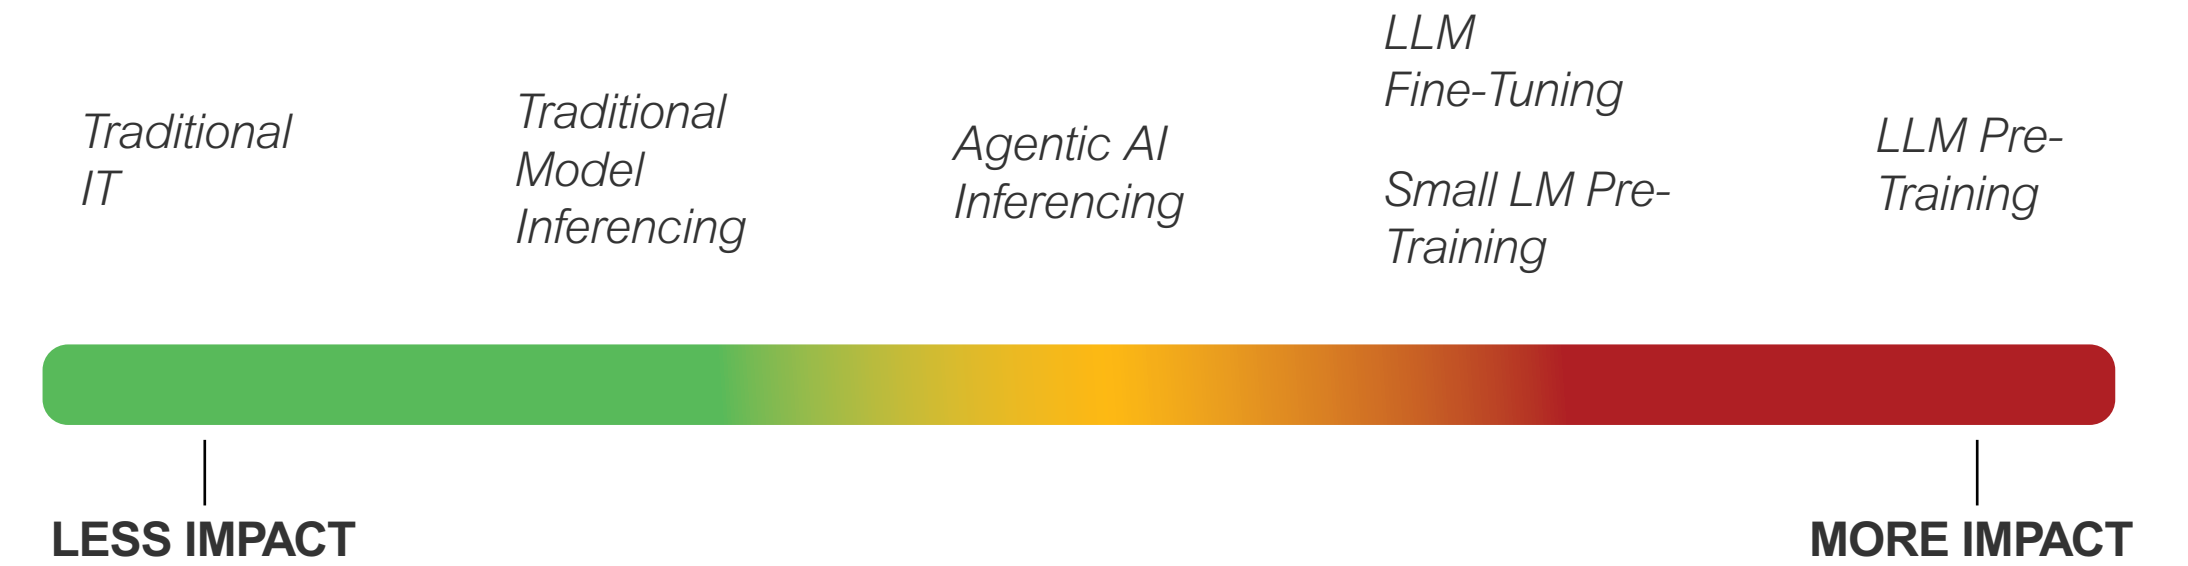 Traditional
IT
Traditional
Model
Inferencing
Agentic AI
Inferencing
LLM
Fine-Tuning
Small LM Pre-
Training
LLM Pre-
Training
LESS IMPACT
MORE IMPACT